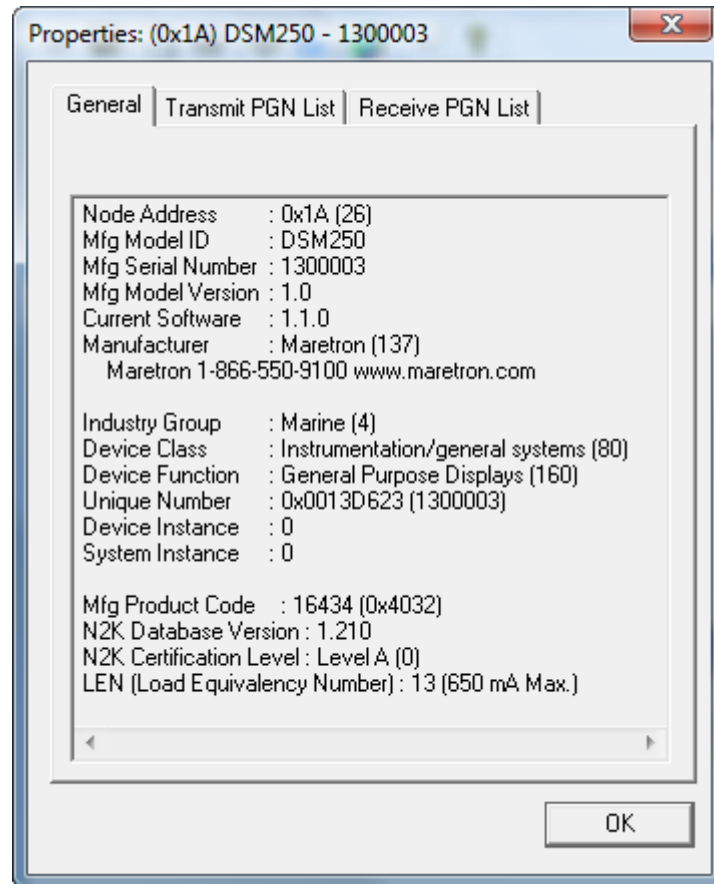 Properties: (0x1A) DSM250 - 1300003
General Transmit PGN List Receive PGN List
Node Address : 0x1A (26)
Mfg Model ID : DSM250
Mfg Serial Number : 1300003
Mfg Model Version : 1.0
Current Software : 1.1.0
Manufacturer : Maretron (137)
Maretron 1-866-550-9100 www.maretron.com
Industry Group : Marine (4)
Device Class : Instrumentation/general systems (80)
Device Function : General Purpose Displays (160)
Unique Number : 0x0013D623 (1300003)
Device Instance : 0
System Instance : 0
Mfg Product Code : 16434 (0x4032)
N2K Database Version : 1.210
N2K Certification Level : Level A (0)
LEN (Load Equivalency Number) : 13 (650 mA Max.)
OK